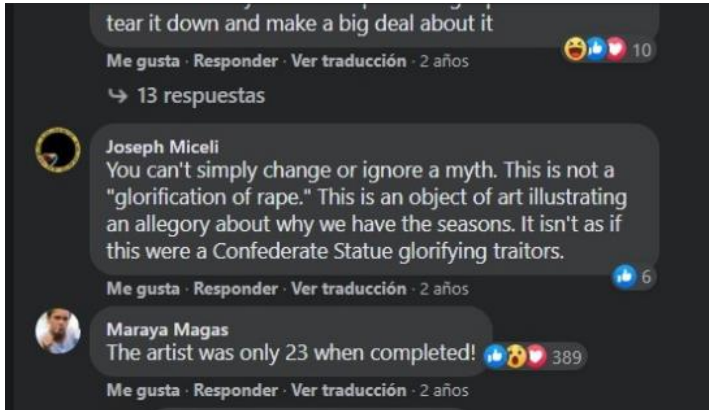 tear it down and make a big deal about it
Me gusta · Responder · Ver traducción · 2 años
10
13 respuestas
Joseph Miceli
You can't simply change or ignore a myth. This is not a
"glorification of rape." This is an object of art illustrating
an allegory about why we have the seasons. It isn't as if
this were a Confederate Statue glorifying traitors.
6
Me gusta · Responder · Ver traducción · 2 años
Maraya Magas
The artist was only 23 when completed!
389
Me gusta · Responder · Ver traducción · 2 años